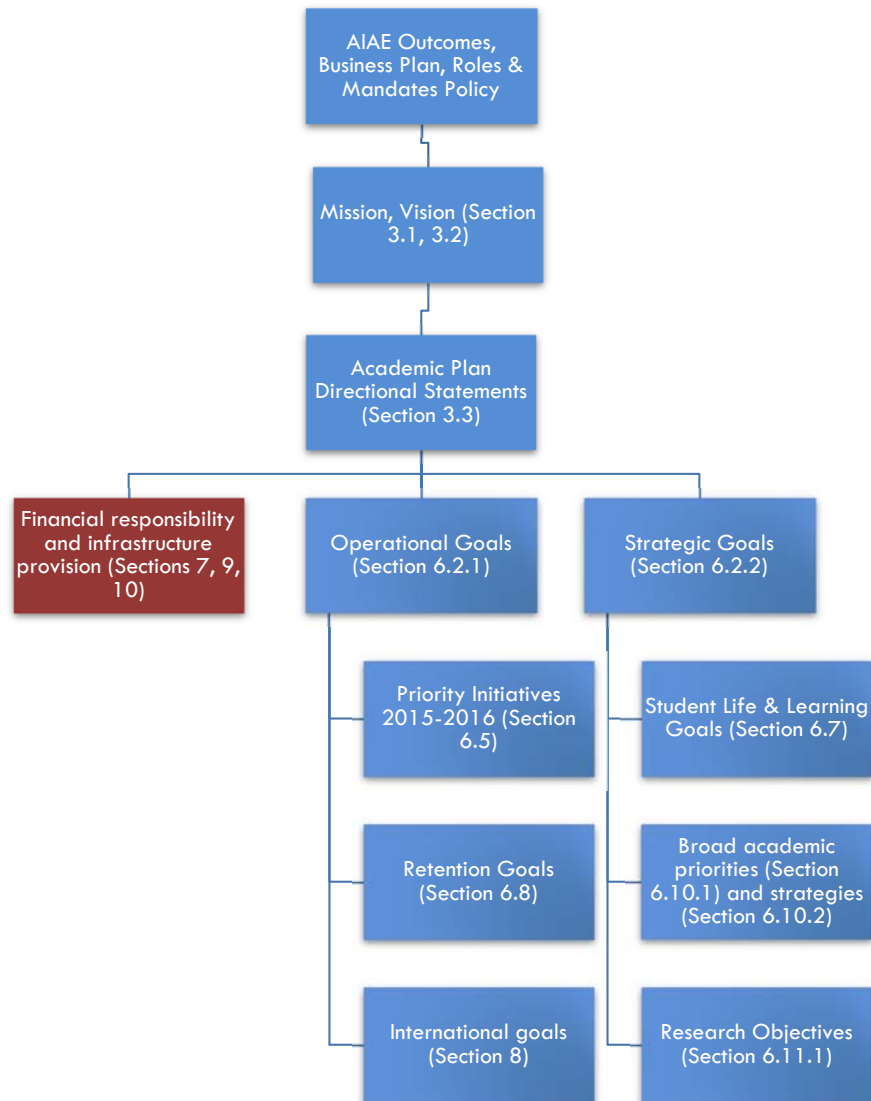 AIAE Outcomes,
Business Plan, Roles &
Mandates Policy
Mission, Vision (Section
3.1, 3.2)
Academic Plan
Directional Statements
(Section 3.3)
Financial responsibility
and infrastructure
provision (Sections 7, 9,
10)
Operational Goals
(Section 6.2.1)
Strategic Goals
(Section 6.2.2)
Priority Initiatives
2015-2016 (Section
6.5)
Student Life & Learning
Goals (Section 6.7)
Retention Goals
(Section 6.8)
Broad academic
priorities (Section
6.10.1) and strategies
(Section 6.10.2)
International goals
(Section 8)
Research Objectives
(Section 6.11.1)